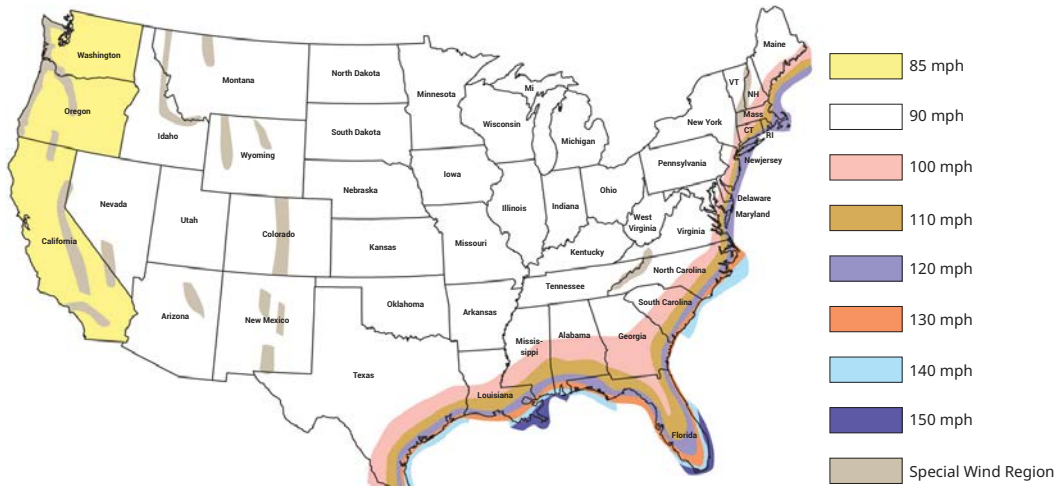 Washington
Oregon
California
Nevada
Idaho
Montana
Wyoming
Utah
Colorado
Arizona
New Mexico
North Dakota
South Dakota
Nebraska
Kansas
Oklahoma
Texas
Minnesota
Iowa
Missouri
Arkansas
Louisiana
Wisconsin
Mi
Michigan
Illinois
Indiana
Ohio
Kentucky
Tennessee
Missis-
sippi
Alabama
Georgia
Florida
South Carolina
North Carolina
Virginia
West
Virginia
Pennsylvania
New York
VT
NH
Maine
Mass
CT
RI
Newjersey
Delaware
Maryland
85 mph
90 mph
100 mph
110 mph
120 mph
130 mph
140 mph
150 mph
Special Wind Region